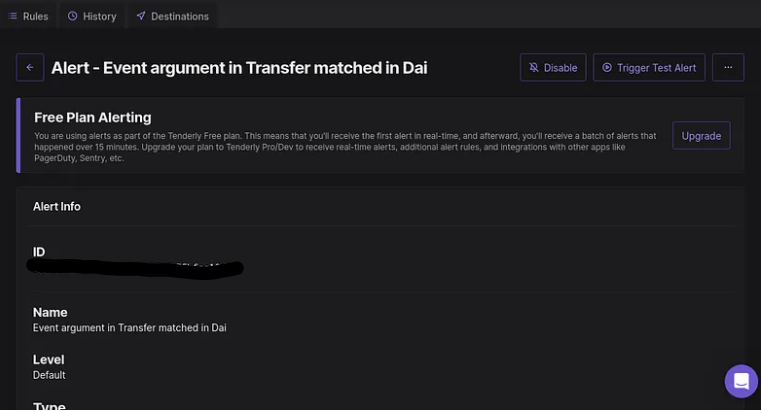 Rules History Destinations
Alert - Event argument in Transfer matched in Dai
Disable Trigger Test Alert ...
Free Plan Alerting
You are using alerts as part of the Tenderly Free plan. This means that you'll receive the first alert in real-time, and afterward, you'll receive a batch of alerts that
happened over 15 minutes. Upgrade your plan to Tenderly Pro/Dev to receive real-time alerts, additional alert rules, and integrations with other apps like
PagerDuty, Sentry, etc.
Upgrade
Alert Info
ID
Name
Event argument in Transfer matched in Dai
Level
Default
Type